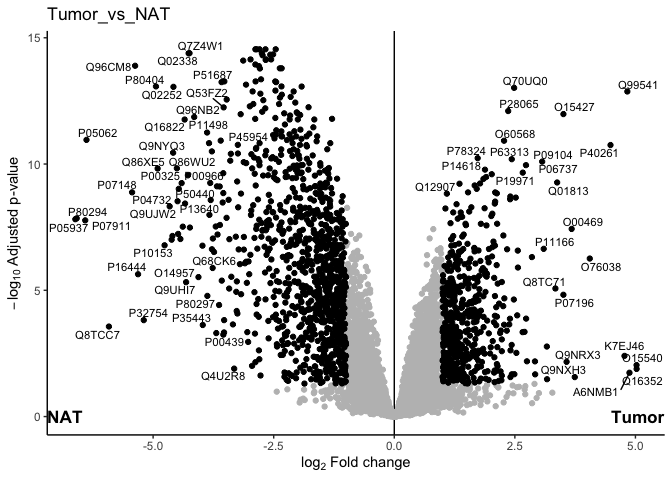 Tumor_vs_NAT
15
Q7Z4W1
Q02338
Q96CM8
P51687
P80404
Q02252
Q53FZ2
Q96NB2
Q16822
P11498
P05062
P45954
Q9NYQ3
Q86XE5
Q86WU2
P00325
P00966
P07148
P50440
P04732
P13640
Q9UJW2
P80294
P05937
P07911
P10153
Q68CK6
P16444
O14957
Q9UHI7
P80297
P32754
P35443
Q8TCC7
P00439
Q4U2R8
Q70UQ0
Q99541
P28065
O15427
O60568
P40261
P78324
P63313
P09104
P14618
P06737
P19971
Q12907
Q01813
O00469
P11166
O76038
Q8TC71
P07196
K7EJ46
Q9NRX3
O15540
Q9NXH3
Q16352
A6NMB1
10
5
0
−log10 Adjusted p-value
NAT
Tumor
-5.0
-2.5
0.0
2.5
5.0
log2 Fold change